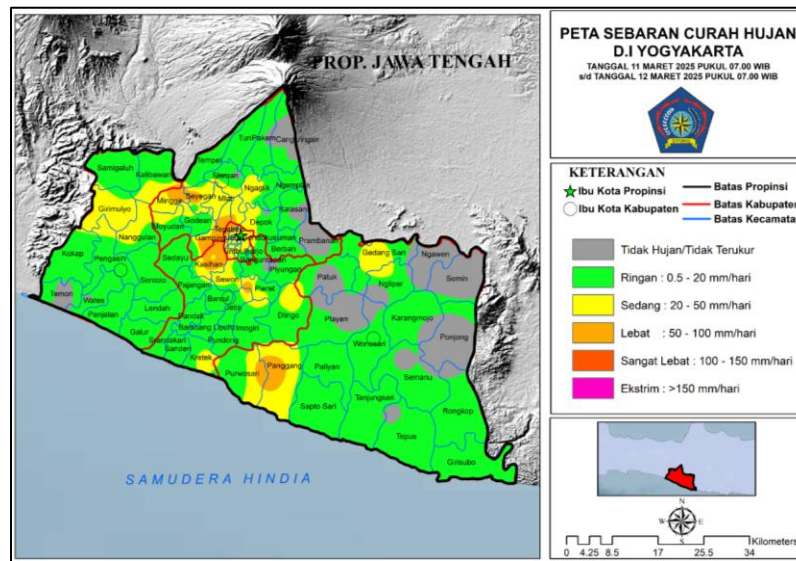 PETA SEBARAN CURAH HUJAN
D.I YOGYAKARTA
TANGGAL 11 MARET 2025 PUKUL 07.00 WIB
s/d TANGGAL 12 MARET 2025 PUKUL 07.00 WIB
KETERANGAN
Ibu Kota Propinsi
Ibu Kota Kabupaten
Batas Propinsi
Batas Kabupaten
Batas Kecamatan
Tidak Hujan/Tidak Terukur
Ringan : 0.5 - 20 mm/hari
Sedang : 20 - 50 mm/hari
Lebat : 50 - 100 mm/hari
Sangat Lebat : 100 - 150 mm/hari
Ekstrim : >150 mm/hari
N
W
E
S
0 4.25 8.5 17 25.5 34
Kilometers
PROP. JAWA TENGAH
Turi
Pakem
Cangkringan
Tempel
Sleman
Samigaluh
Kalibawang
Ngaglik
Ngemplak
Seyegan
Mlati
Girimulyo
Kalasan
Godean
Depok
Moyudan
Nanggulan
Prambanan
Gamping
Berbah
Gedang Sari
Ngawen
Kokap
Pengasih
Sedayu
Kasihan
Piyungan
Patuk
Semin
Sentolo
Pajangan
Sewon
Pleret
Nglipar
Temon
Wates
Bantul
Jetis
Dlingo
Playen
Karangmojo
Panjatan
Lendah
Pandak
Imogiri
Ponjong
Galur
Srandakan
Sanden
Pundong
Wonosari
Kretek
Purwosari
Panggang
Paliyan
Semanu
Sapto Sari
Tanjungsari
Rongkop
Tepus
Girisubo
SAMUDERA HINDIA